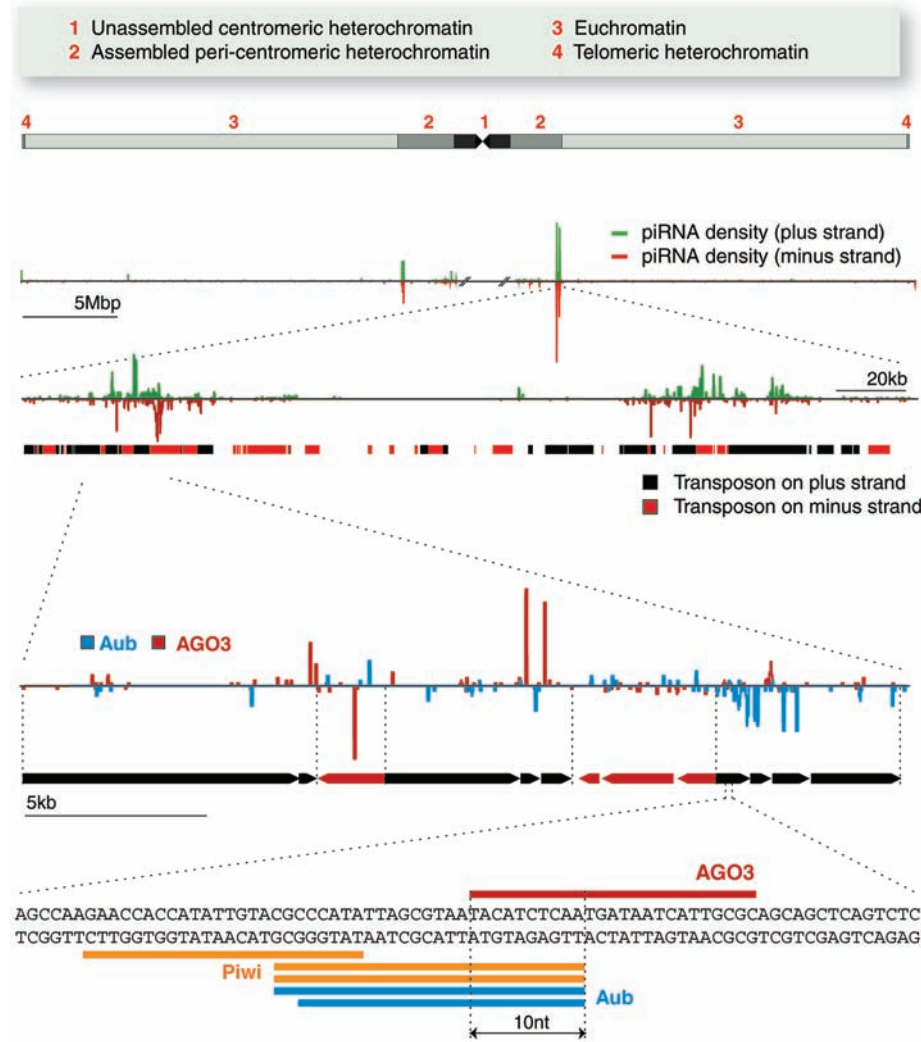 1 Unassembled centromeric heterochromatin
2 Assembled peri-centromeric heterochromatin
3 Euchromatin
4 Telomeric heterochromatin
4 3 2 1 2 3 4
piRNA density (plus strand)
piRNA density (minus strand)
5Mbp
20kb
Transposon on plus strand
Transposon on minus strand
Aub AGO3
5kb
AGO3
AGCCAAGAACCACCATATTGTACGCCCATATTAGCGTAATACATCTCAATGATAATCATTGCGCAGCAGCTCAGTCTC
TCGGTTCTTGGTGGTATAACATGCGGGTATAATCGCATTATGTAGAGTTACTATTAGTAACGCGTCGTCGAGTCAGAG
Piwi
Aub
10nt